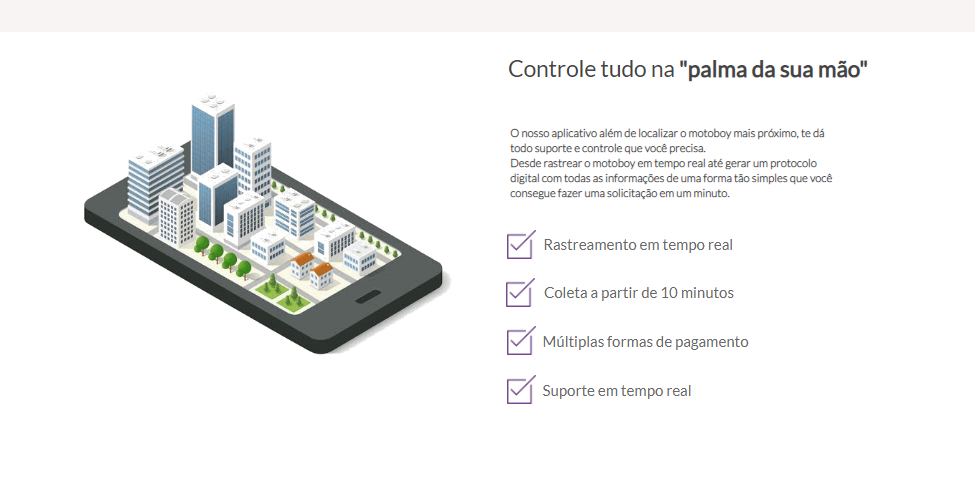 Controle tudo na "palma da sua mão"
O nosso aplicativo além de localizar o motoboy mais próximo, te dá
todo suporte e controle que você precisa.
Desde rastrear o motoboy em tempo real até gerar um protocolo
digital com todas as informações de uma forma tão simples que você
consegue fazer uma solicitação em um minuto.
Rastreamento em tempo real
Coleta a partir de 10 minutos
Múltiplas formas de pagamento
Suporte em tempo real